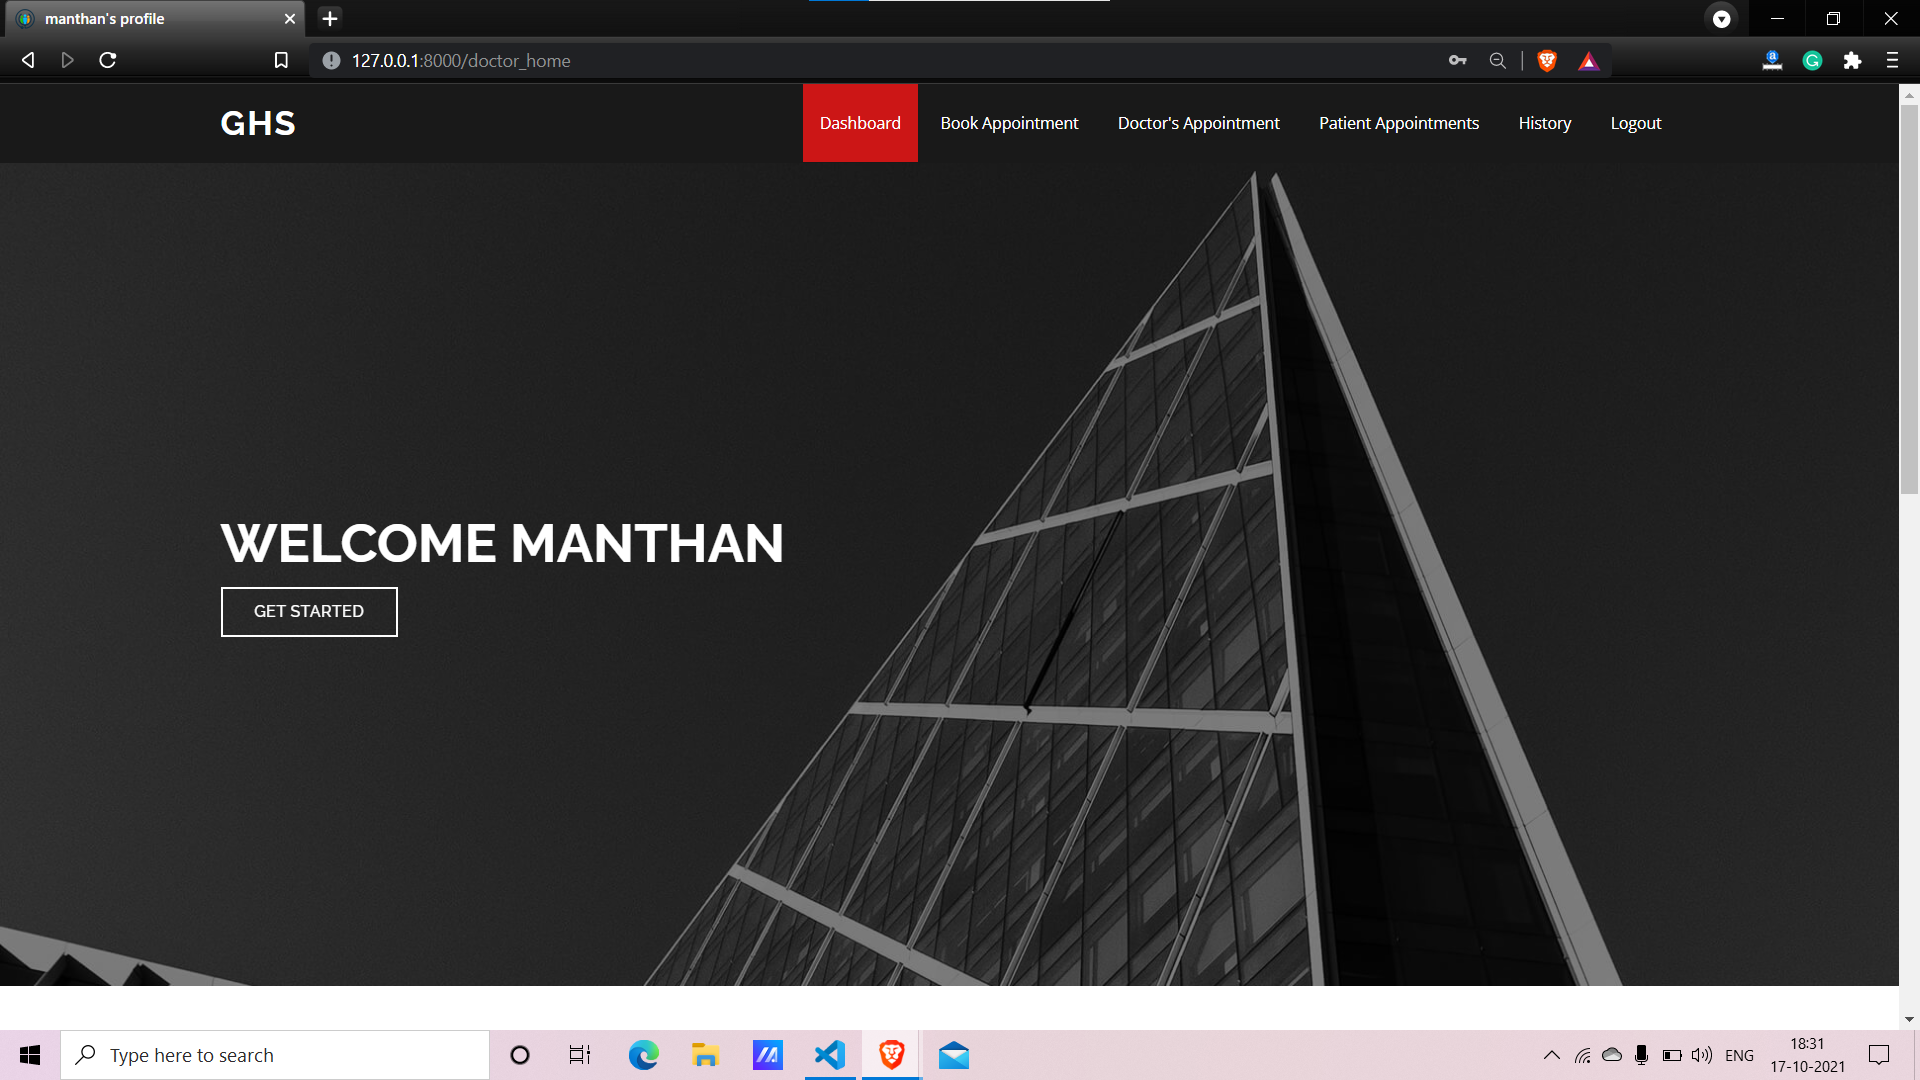 manthan's profile
127.0.0.1:8000/doctor_home
GHS
Dashboard
Book Appointment
Doctor's Appointment
Patient Appointments
History
Logout
WELCOME MANTHAN
GET STARTED
Type here to search
ENG
18:31
17-10-2021